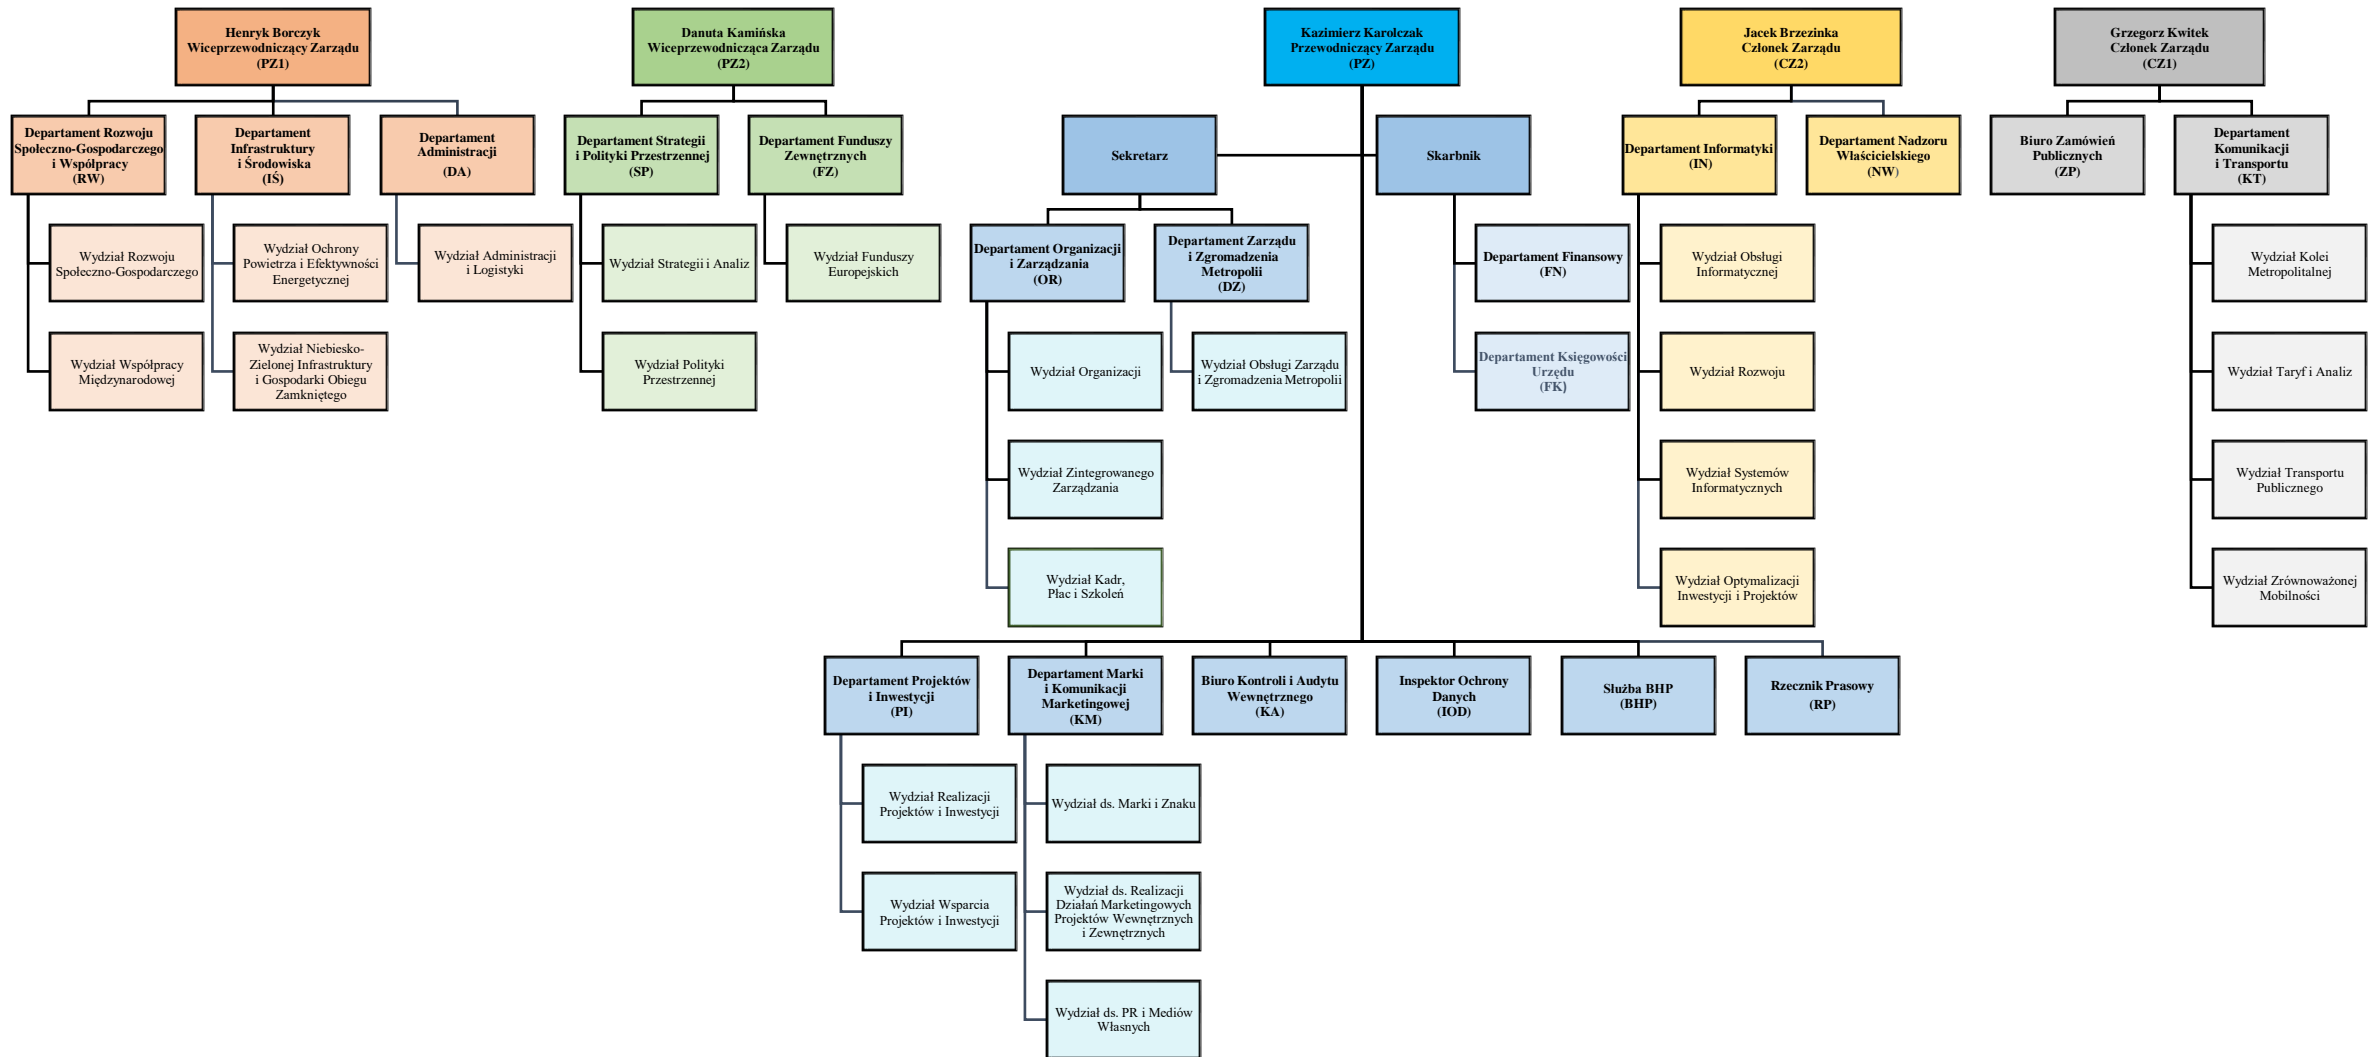 Henryk Borczyk
Wiceprzewodniczący Zarządu
(PZ1)
Danuta Kamińska
Wiceprzewodnicząca Zarządu
(PZ2)
Kazimierz Karolczak
Przewodniczący Zarządu
(PZ)
Jacek Brzezinka
Członek Zarządu
(CZ2)
Grzegorz Kwitek
Członek Zarządu
(CZ1)
Departament Rozwoju
Społeczno-Gospodarczego
i Współpracy
(RW)
Departament
Infrastruktury
i Środowiska
(IŚ)
Departament
Administracji
(DA)
Departament Strategii
i Polityki Przestrzennej
(SP)
Departament Funduszy
Zewnętrznych
(FZ)
Sekretarz
Skarbnik
Departament Informatyki
(IN)
Departament Nadzoru
Właścicielskiego
(NW)
Biuro Zamówień
Publicznych
(ZP)
Departament
Komunikacji
i Transportu
(KT)
Wydział Rozwoju
Społeczno-Gospodarczego
Wydział Ochrony
Powietrza i Efektywności
Energetycznej
Wydział Administracji
i Logistyki
Wydział Strategii i Analiz
Wydział Funduszy
Europejskich
Departament Organizacji
i Zarządzania
(OR)
Departament Zarządu
i Zgromadzenia
Metropolii
(DZ)
Departament Finansowy
(FN)
Wydział Obsługi
Informatycznej
Wydział Kolei
Metropolitalnej
Wydział Współpracy
Międzynarodowej
Wydział Niebiesko-
Zielonej Infrastruktury
i Gospodarki Obiegu
Zamkniętego
Wydział Polityki
Przestrzennej
Wydział Organizacji
Wydział Obsługi Zarządu
i Zgromadzenia Metropolii
Departament Księgowości
Urzędu
(FK)
Wydział Rozwoju
Wydział Taryf i Analiz
Wydział Zintegrowanego
Zarządzania
Wydział Systemów
Informatycznych
Wydział Transportu
Publicznego
Wydział Kadr,
Płac i Szkoleń
Wydział Optymalizacji
Inwestycji i Projektów
Wydział Zrównoważonej
Mobilności
Departament Projektów
i Inwestycji
(PI)
Departament Marki
i Komunikacji
Marketingowej
(KM)
Biuro Kontroli i Audytu
Wewnętrznego
(KA)
Inspektor Ochrony
Danych
(IOD)
Służba BHP
(BHP)
Rzecznik Prasowy
(RP)
Wydział Realizacji
Projektów i Inwestycji
Wydział ds. Marki i Znaku
Wydział Wsparcia
Projektów i Inwestycji
Wydział ds. Realizacji
Działań Marketingowych
Projektów Wewnętrznych
i Zewnętrznych
Wydział ds. PR i Mediów
Własnych